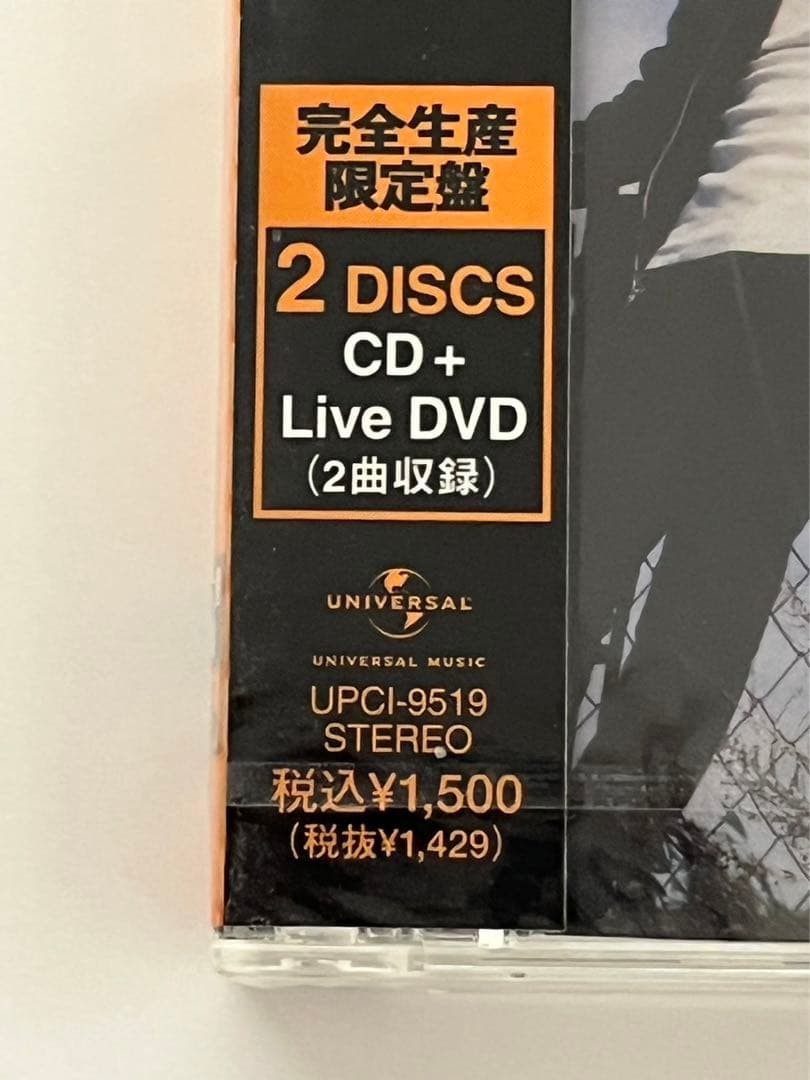 完全生産
限定盤
2 DISCS
CD +
Live DVD
(2曲収録)
UNIVERSAL
UNIVERSAL MUSIC
UPCI-9519
STEREO
税込¥1,500
(税抜¥1,429)